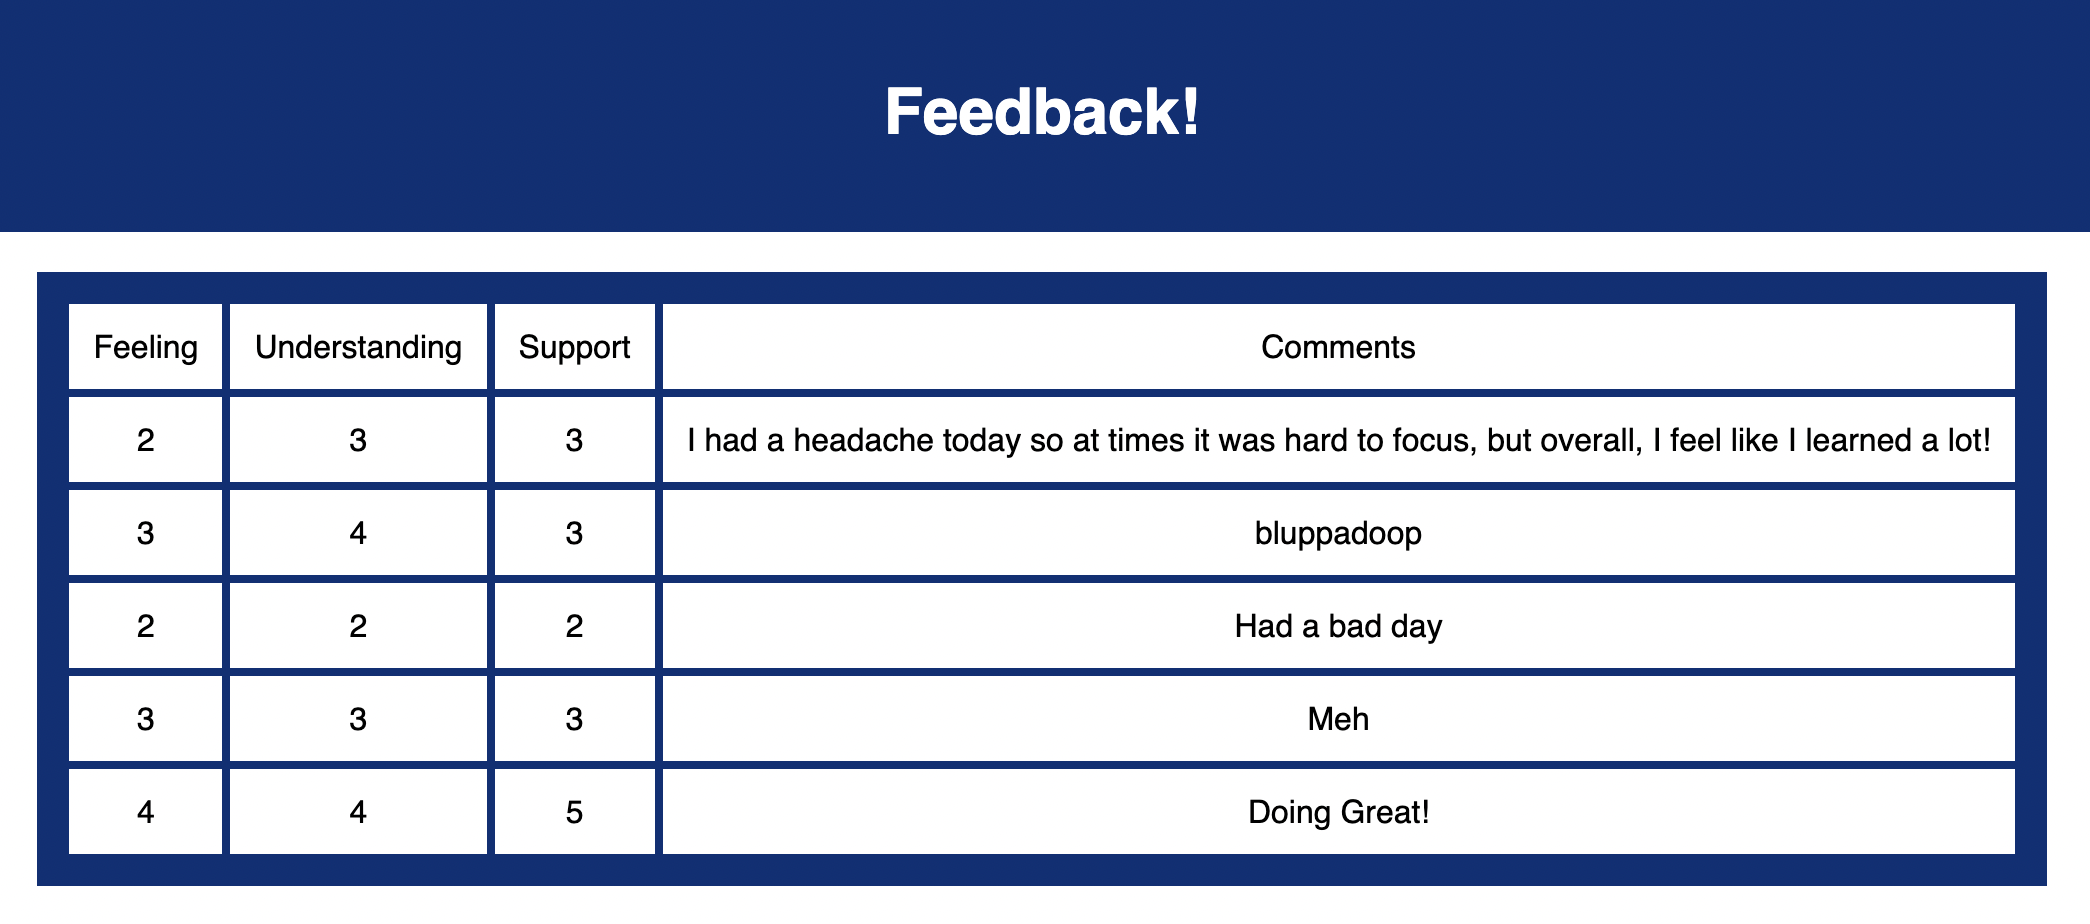 Feedback!
Feeling Understanding Support Comments
2 3 3 I had a headache today so at times it was hard to focus, but overall, I feel like I learned a lot!
3 4 3 bluppadoop
2 2 2 Had a bad day
3 3 3 Meh
4 4 5 Doing Great!